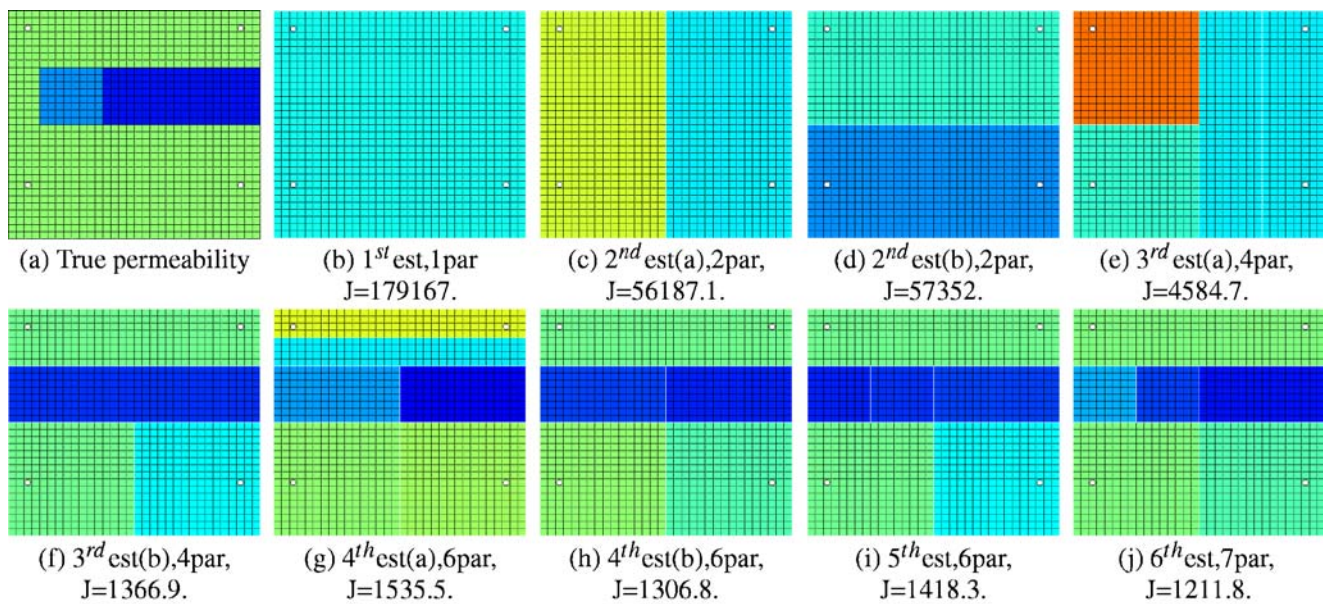 (a) True permeability
(b) 1st est,1par
J=179167.
(c) 2nd est(a),2par,
J=56187.1.
(d) 2nd est(b),2par,
J=57352.
(e) 3rd est(a),4par,
J=4584.7.
(f) 3rd est(b),4par,
J=1366.9.
(g) 4th est(a),6par,
J=1535.5.
(h) 4th est(b),6par,
J=1306.8.
(i) 5th est,6par,
J=1418.3.
(j) 6th est,7par,
J=1211.8.